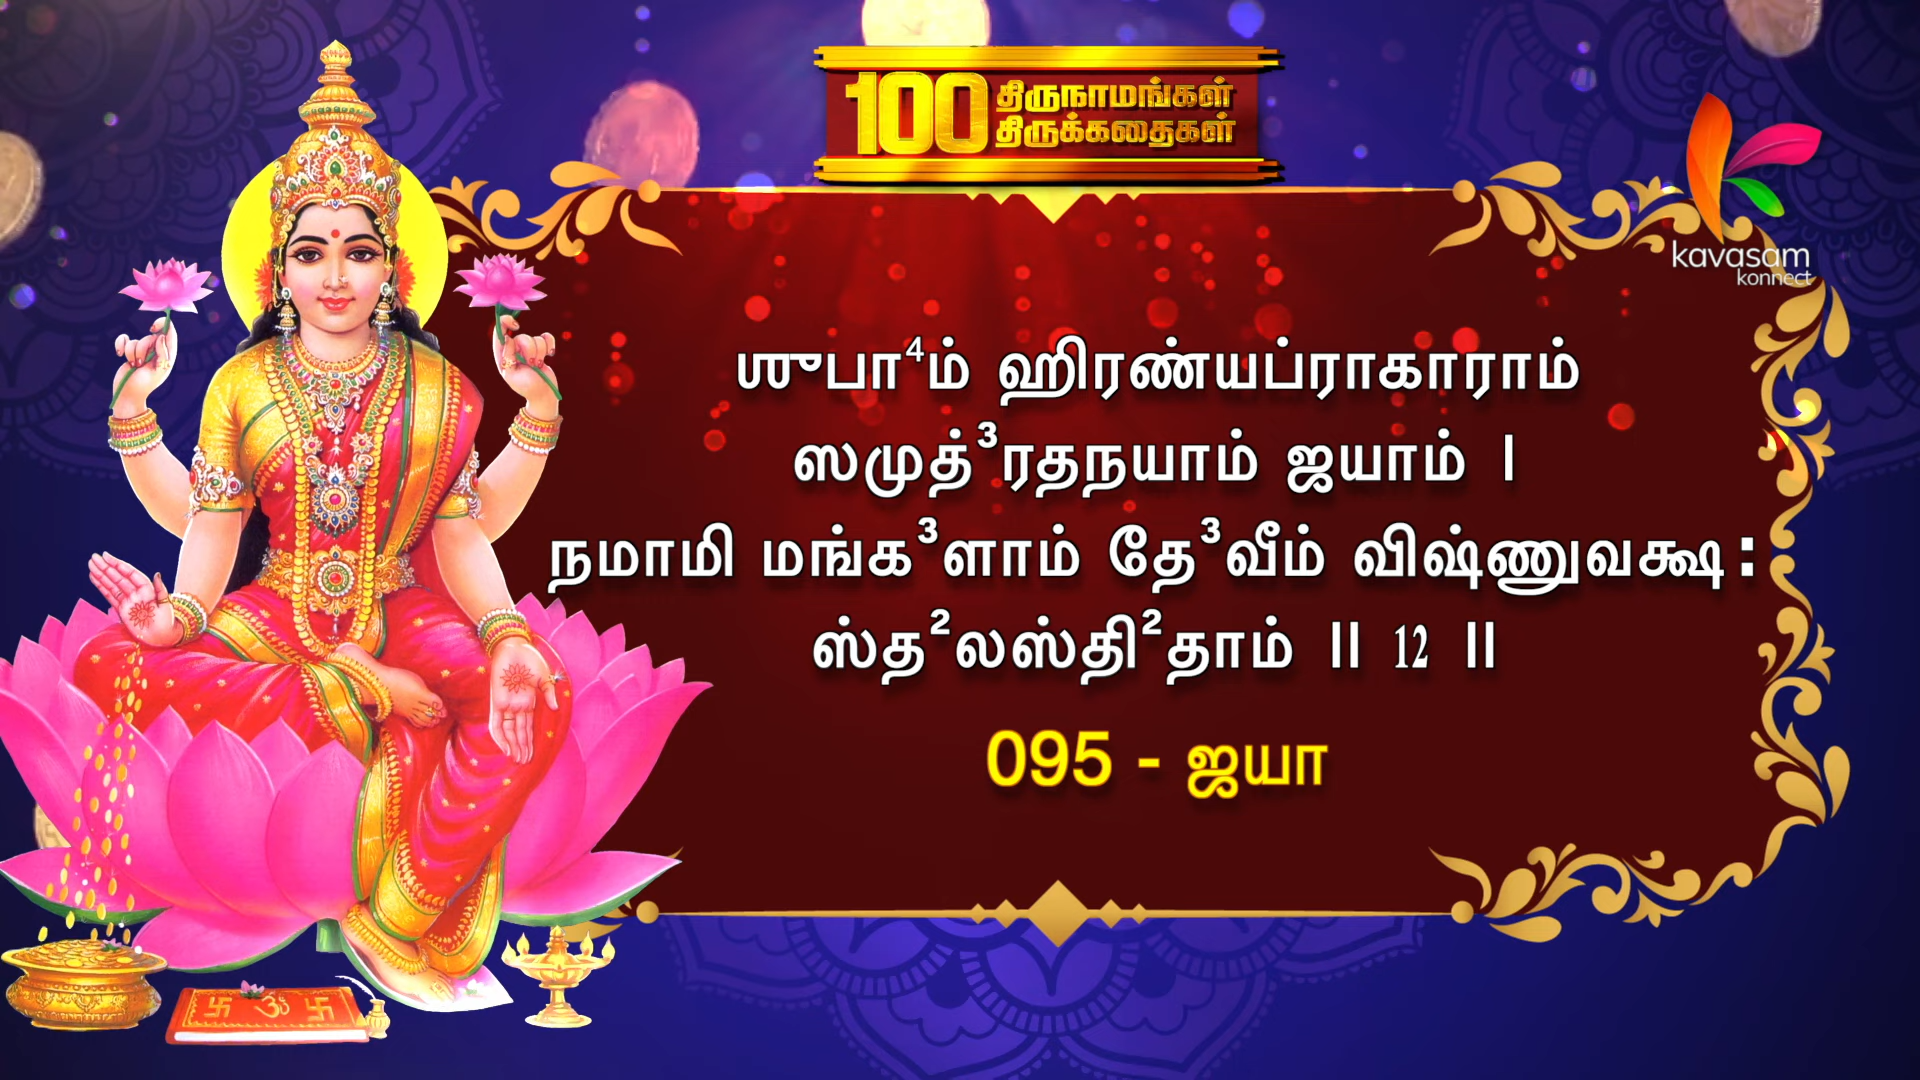 100 திருநாமங்கள்
திருக்கதைகள்
kavasam
konnect
ஶுபா⁴ம் ஹிரண்யப்ராகாராம்
ஸமுத்³ரதநயாம் ஜயாம் ।
நமாமி மங்க³ளாம் தே³வீம் விஷ்ணுவக்ஷ:
ஸ்த²லஸ்தி²தாம் ॥ 12 ॥
095 - ஜயா
ॐ